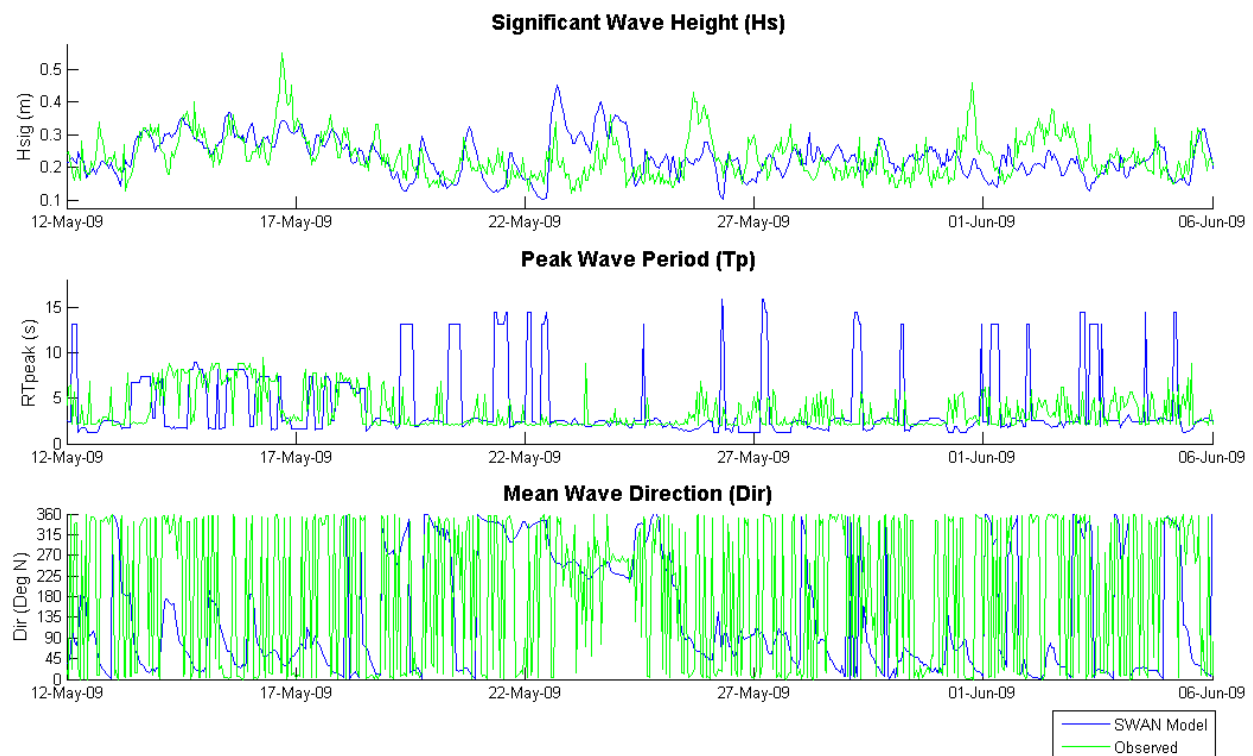 Significant Wave Height (Hs)
Hsig (m)
0.5
0.4
0.3
0.2
0.1
12-May-09 17-May-09 22-May-09 27-May-09 01-Jun-09 06-Jun-09
Peak Wave Period (Tp)
RTpeak (s)
15
10
5
0
12-May-09 17-May-09 22-May-09 27-May-09 01-Jun-09 06-Jun-09
Mean Wave Direction (Dir)
Dir (Deg N)
360
315
270
225
180
135
90
45
0
12-May-09 17-May-09 22-May-09 27-May-09 01-Jun-09 06-Jun-09
SWAN Model
Observed